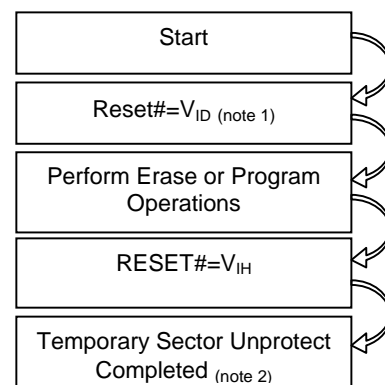 Start
Reset#=VID (note 1)
Perform Erase or Program
Operations
RESET#=VIH
Temporary Sector Unprotect
Completed (note 2)